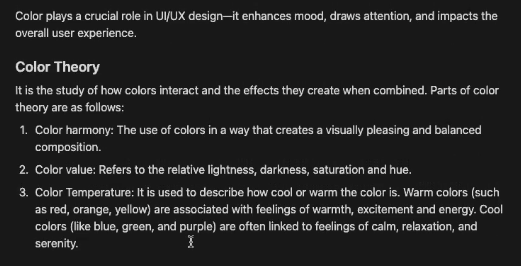 Color plays a crucial role in UI/UX design—it enhances mood, draws attention, and impacts the
overall user experience.
Color Theory
It is the study of how colors interact and the effects they create when combined. Parts of color
theory are as follows:
1. Color harmony: The use of colors in a way that creates a visually pleasing and balanced
composition.
2. Color value: Refers to the relative lightness, darkness, saturation and hue.
3. Color Temperature: It is used to describe how cool or warm the color is. Warm colors (such
as red, orange, yellow) are associated with feelings of warmth, excitement and energy. Cool
colors (like blue, green, and purple) are often linked to feelings of calm, relaxation, and
serenity.